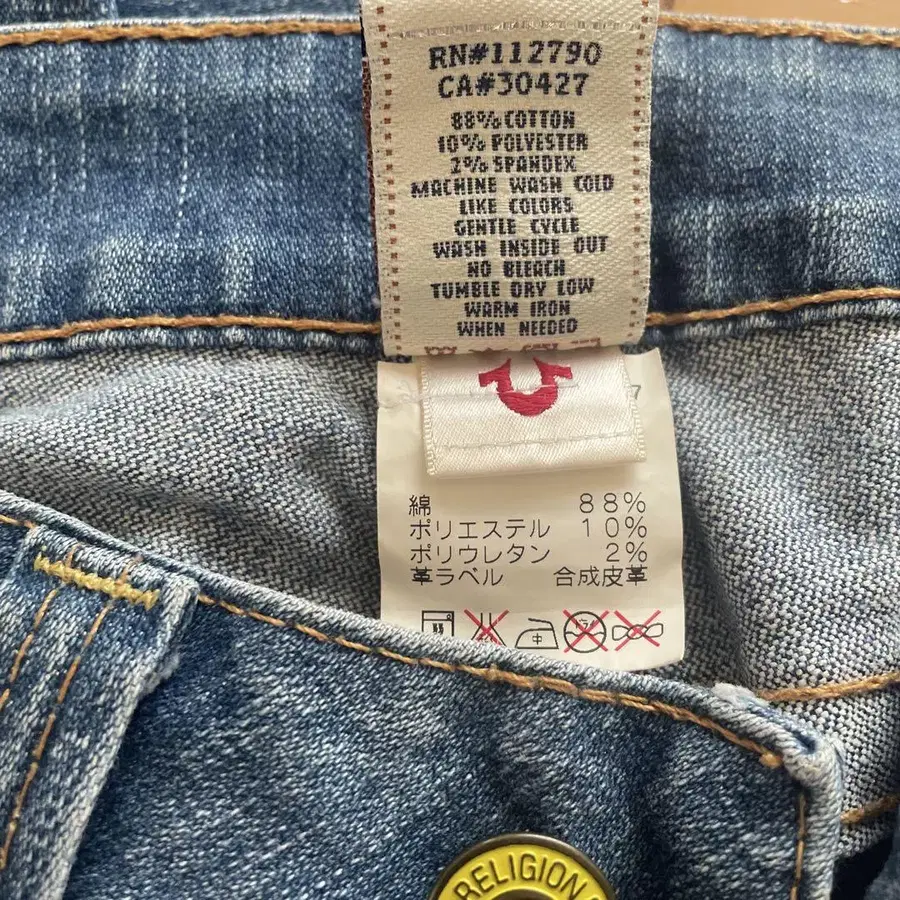 RN#112790
CA#30427
88% COTTON
10% POLYESTER
2% SPANDEX
MACHINE WASH COLD
LIKE COLORS
GENTLE CYCLE
WASH INSIDE OUT
NO BLEACH
TUMBLE DRY LOW
WARM IRON
WHEN NEEDED
7
綿 88%
ポリエステル 10%
ポリウレタン 2%
革ラベル 合成皮革
中
RELIGION